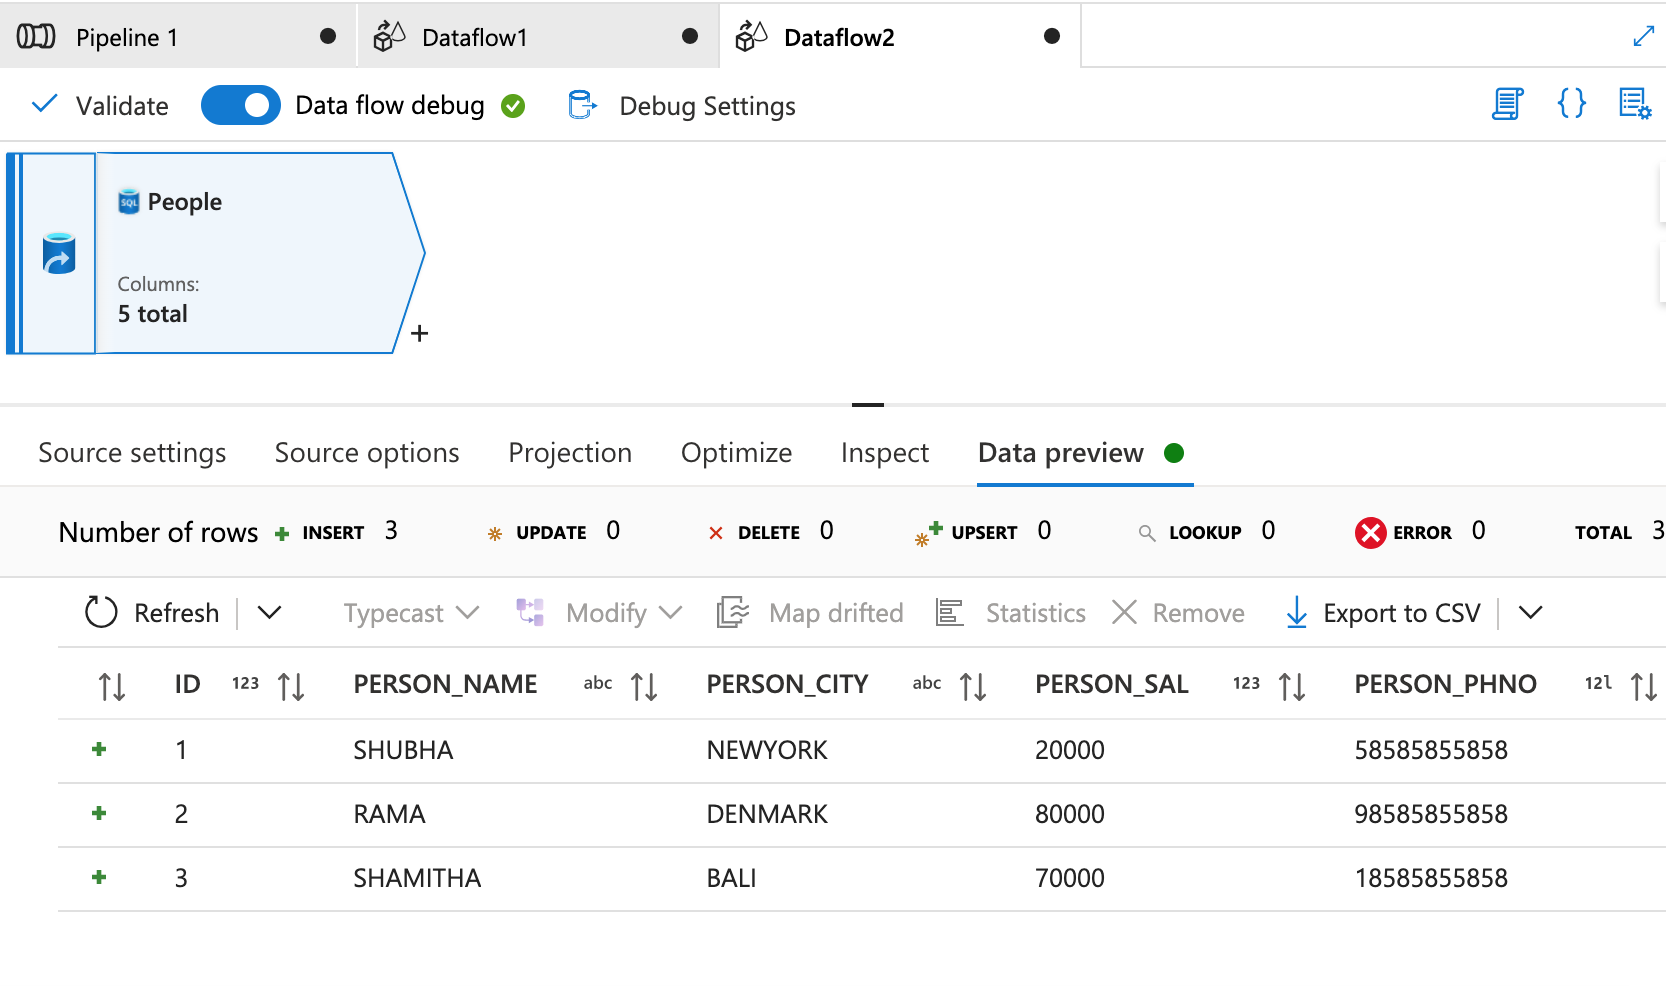 Pipeline 1 Dataflow1 Dataflow2
Validate Data flow debug Debug Settings {}
SQL People
Columns:
5 total
+
Source settings Source options Projection Optimize Inspect Data preview
Number of rows INSERT 3 UPDATE 0 DELETE 0 UPSERT 0 LOOKUP 0 ERROR 0 TOTAL 3
Refresh Typecast Modify Map drifted Statistics Remove Export to CSV
ID 123 PERSON_NAME abc PERSON_CITY abc PERSON_SAL 123 PERSON_PHNO 12l
1 SHUBHA NEWYORK 20000 58585855858
2 RAMA DENMARK 80000 98585855858
3 SHAMITHA BALI 70000 18585855858